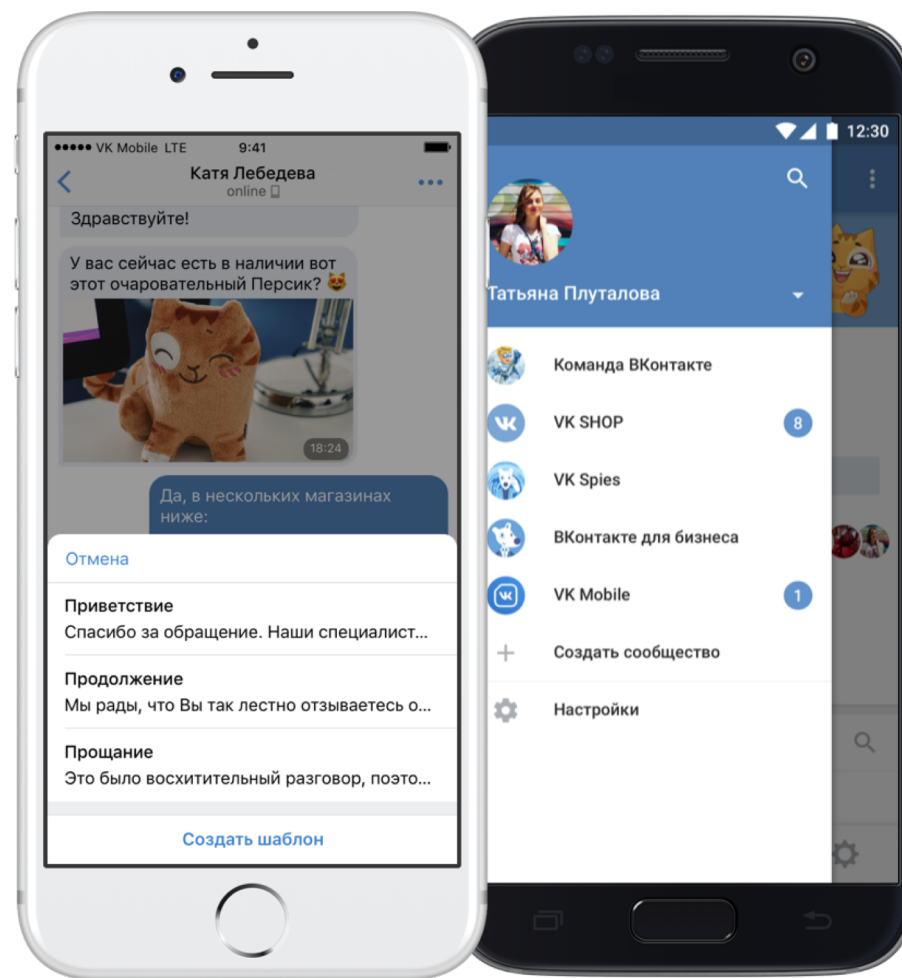 VK Mobile LTE 9:41
Катя Лебедева
online
Здравствуйте!
У вас сейчас есть в наличии вот
этот очаровательный Персик?
18:24
Да, в нескольких магазинах
ниже:
Отмена
Приветствие
Спасибо за обращение. Наши специалист...
Продолжение
Мы рады, что Вы так лестно отзываетесь о...
Прощание
Это было восхитительный разговор, поэто...
Создать шаблон
12:30
Татьяна Плуталова
Команда ВКонтакте
VK SHOP 8
VK Spies
ВКонтакте для бизнеса
VK Mobile 1
Создать сообщество
Настройки